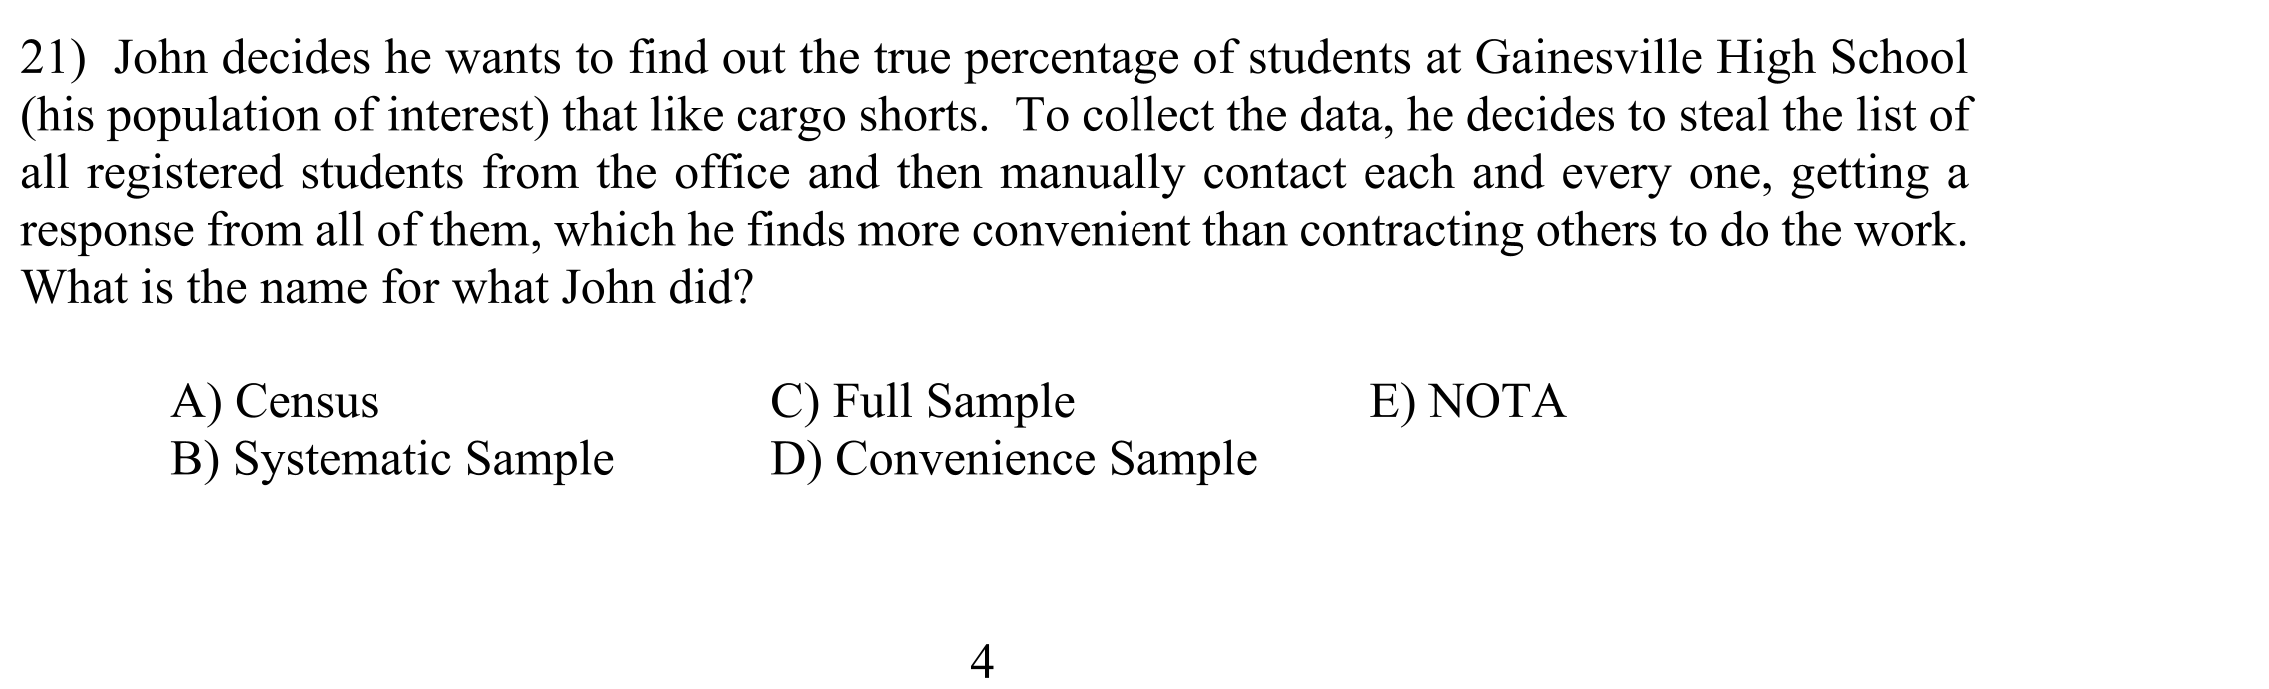 21) John decides he wants to find out the true percentage of students at Gainesville High School
(his population of interest) that like cargo shorts. To collect the data, he decides to steal the list of
all registered students from the office and then manually contact each and every one, getting a
response from all of them, which he finds more convenient than contracting others to do the work.
What is the name for what John did?
A) Census C) Full Sample E) NOTA
B) Systematic Sample D) Convenience Sample
4